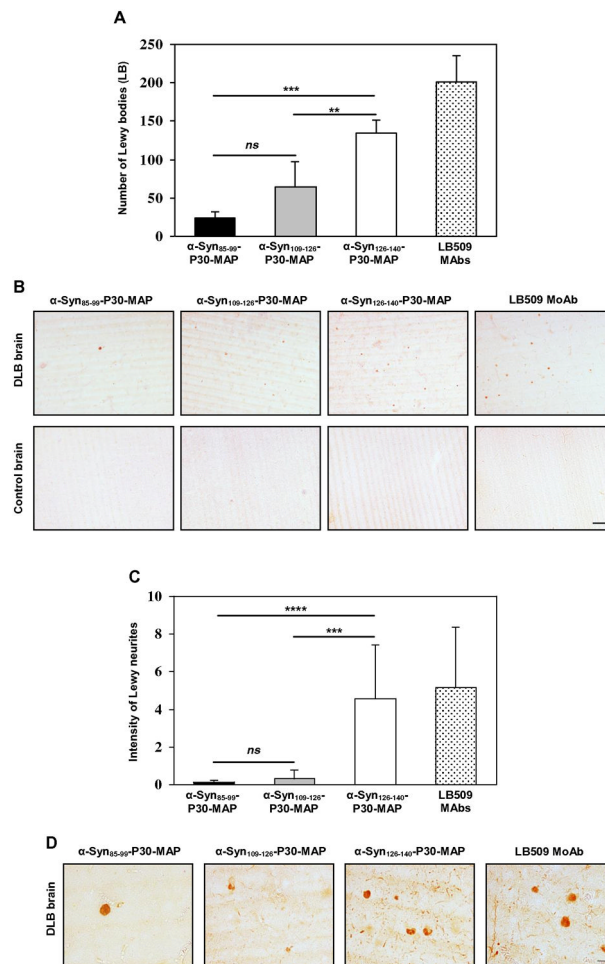 A
Number of Lewy bodies (LB)
250
200
150
100
50
0
***
**
ns
α-Syn85-99- α-Syn109-126- α-Syn126-140- LB509
P30-MAP P30-MAP P30-MAP MAbs
B
α-Syn85-99-P30-MAP α-Syn109-126-P30-MAP α-Syn126-140-P30-MAP LB509 MoAb
DLB brain
Control brain
C
Intensity of Lewy neurites
10
8
6
4
2
0
****
***
ns
α-Syn85-99- α-Syn109-126- α-Syn126-140- LB509
P30-MAP P30-MAP P30-MAP MAbs
D
α-Syn85-99-P30-MAP α-Syn109-126-P30-MAP α-Syn126-140-P30-MAP LB509 MoAb
DLB brain